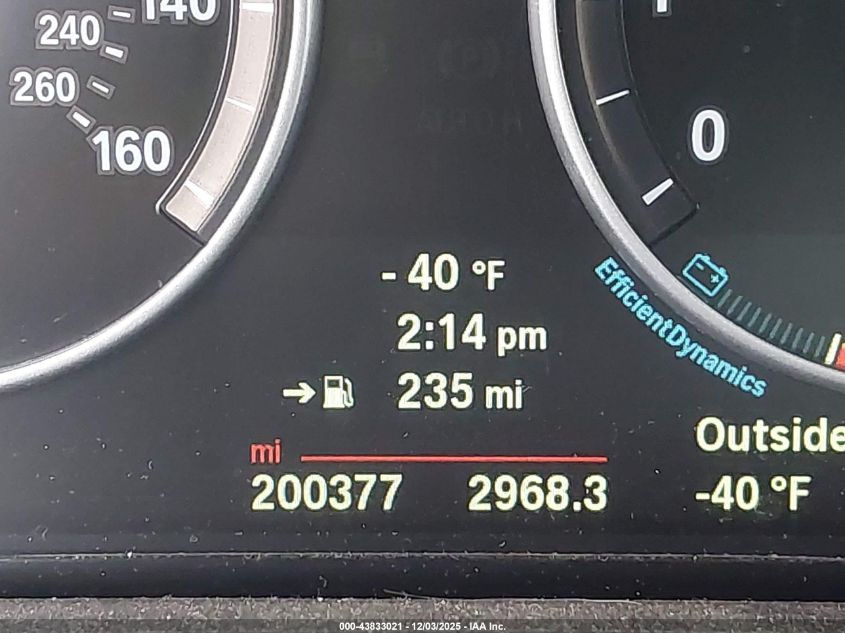 140
240
260
160
0
- 40 °F
2:14 pm
235 mi
mi
200377 2968.3
EfficientDynamics
Outside
-40 °F
000-43833021 - 12/03/2025 - IAA Inc.